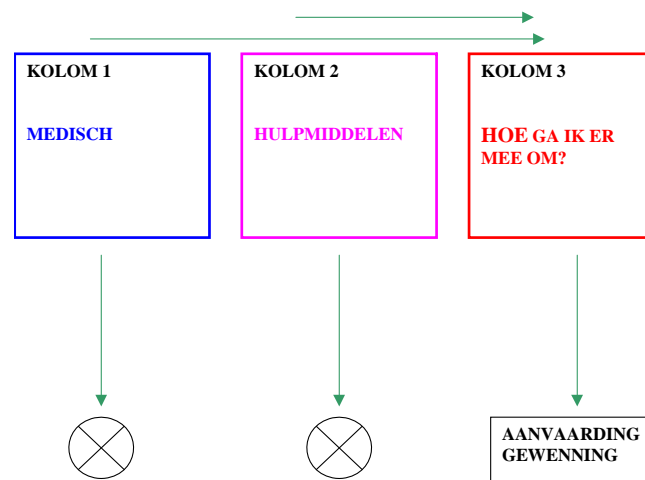 KOLOM 1
MEDISCH
KOLOM 2
HULPMIDDELEN
KOLOM 3
HOE GA IK ER
MEE OM?
AANVAARDING
GEWENNING